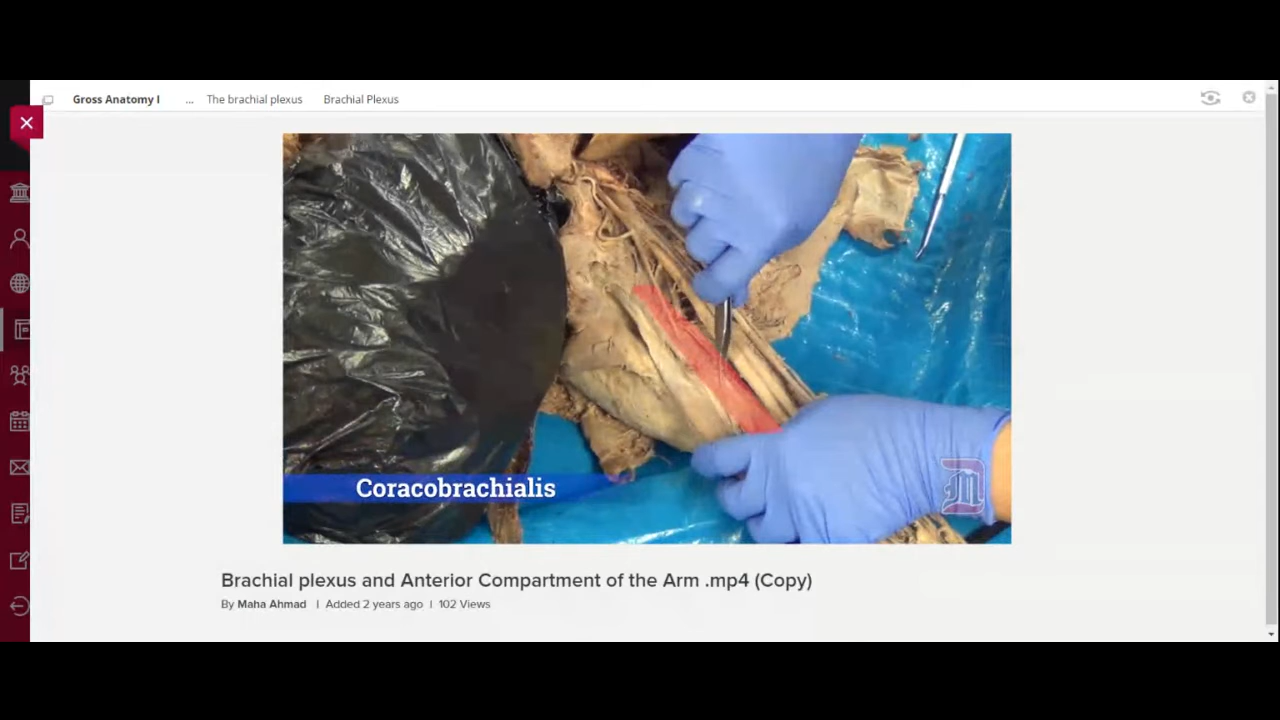 Gross Anatomy I ... The brachial plexus Brachial Plexus
Coracobrachialis
DM
Brachial plexus and Anterior Compartment of the Arm .mp4 (Copy)
By Maha Ahmad | Added 2 years ago | 102 Views